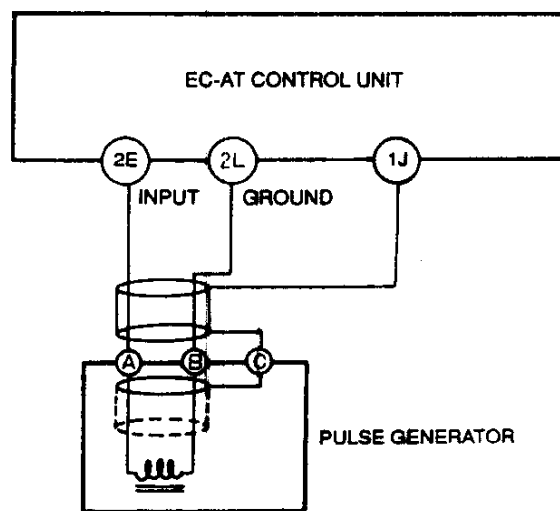 EC-AT CONTROL UNIT
2E 2L 1J
INPUT GROUND
A B C
PULSE GENERATOR